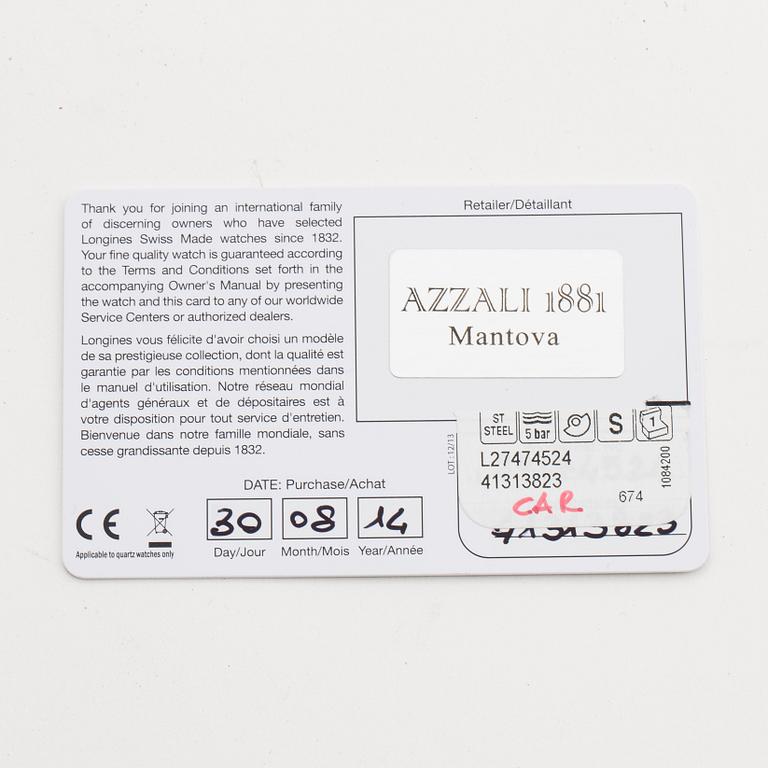 Thank you for joining an international family
of discerning owners who have selected
Longines Swiss Made watches since 1832.
Your fine quality watch is guaranteed according
to the Terms and Conditions set forth in the
accompanying Owner's Manual by presenting
the watch and this card to any of our worldwide
Service Centers or authorized dealers.
Longines vous félicite d'avoir choisi un modèle
de sa prestigieuse collection, dont la qualité est
garantie par les conditions mentionnées dans
le manuel d'utilisation. Notre réseau mondial
d'agents généraux et de dépositaires est à
votre disposition pour tout service d'entretien.
Bienvenue dans notre famille mondiale, sans
cesse grandissante depuis 1832.
Retailer/Détaillant
AZZALI 1881
Mantova
DATE: Purchase/Achat
30 08 14
Day/Jour Month/Mois Year/Année
CE
Applicable to quartz watches only
LOT : 12/13
ST
STEEL
5 bar
S
1
L27474524
41313823
CAR
674
1084200